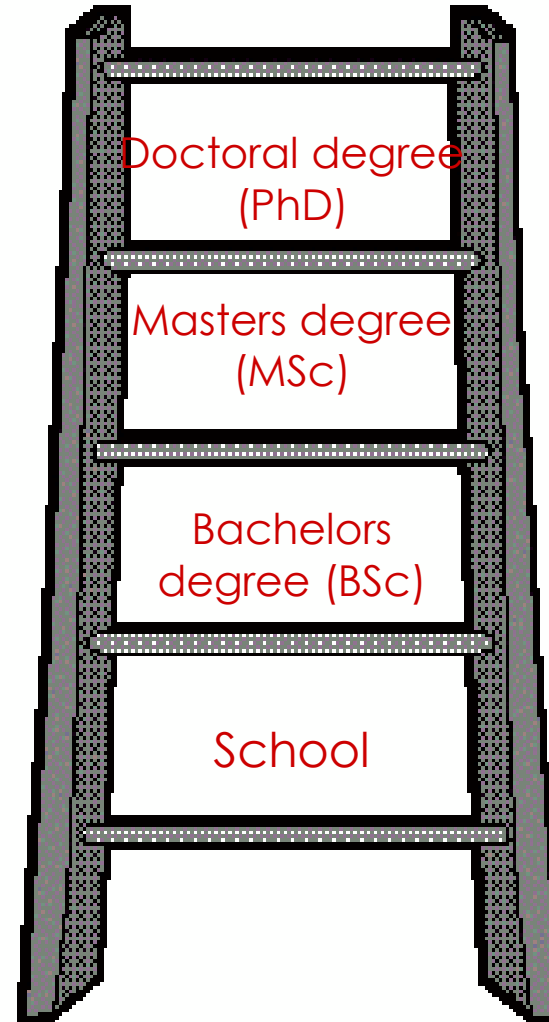 Doctoral degree
(PhD)
Masters degree
(MSc)
Bachelors
degree (BSc)
School